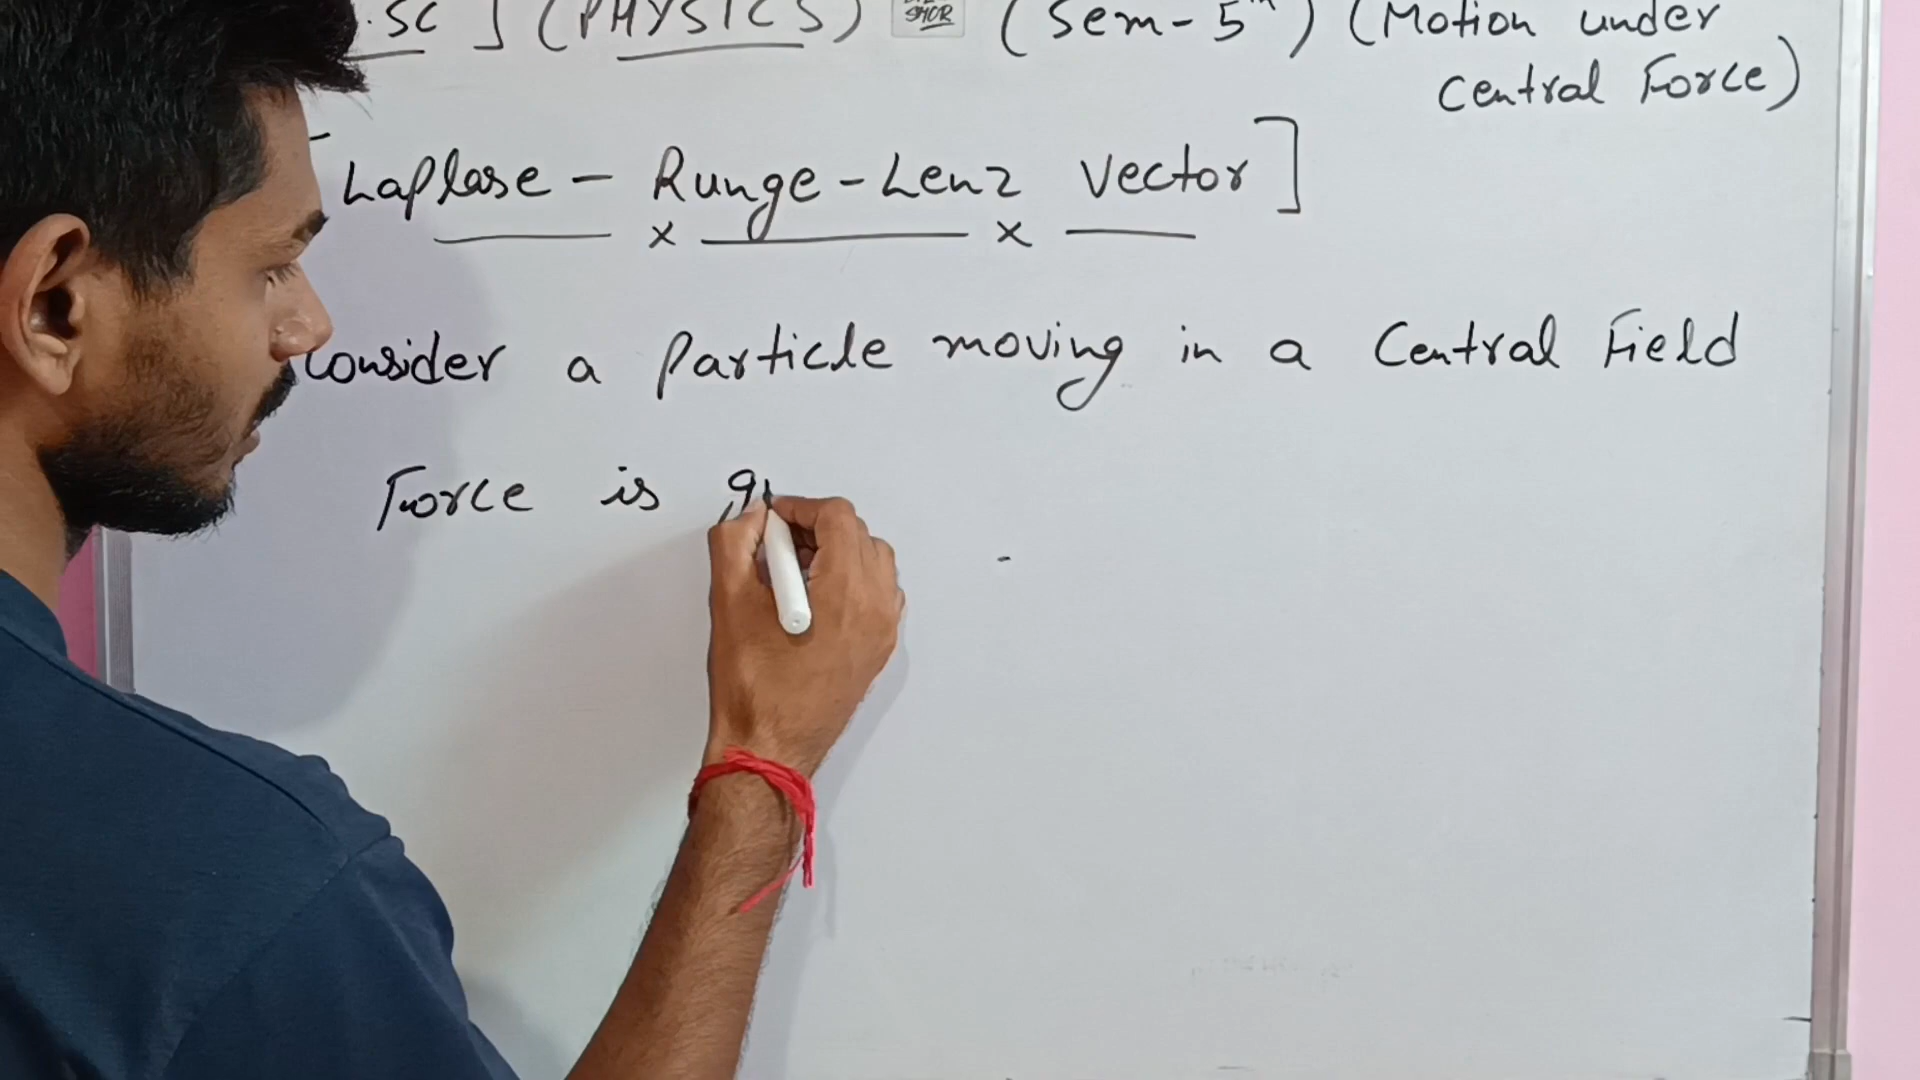 .SC ] (PHYSICS) (Sem-5th) (Motion under
Central Force)
Laplase - Runge-Lenz Vector]
Consider a Particle moving in a Central Field
Force is gi